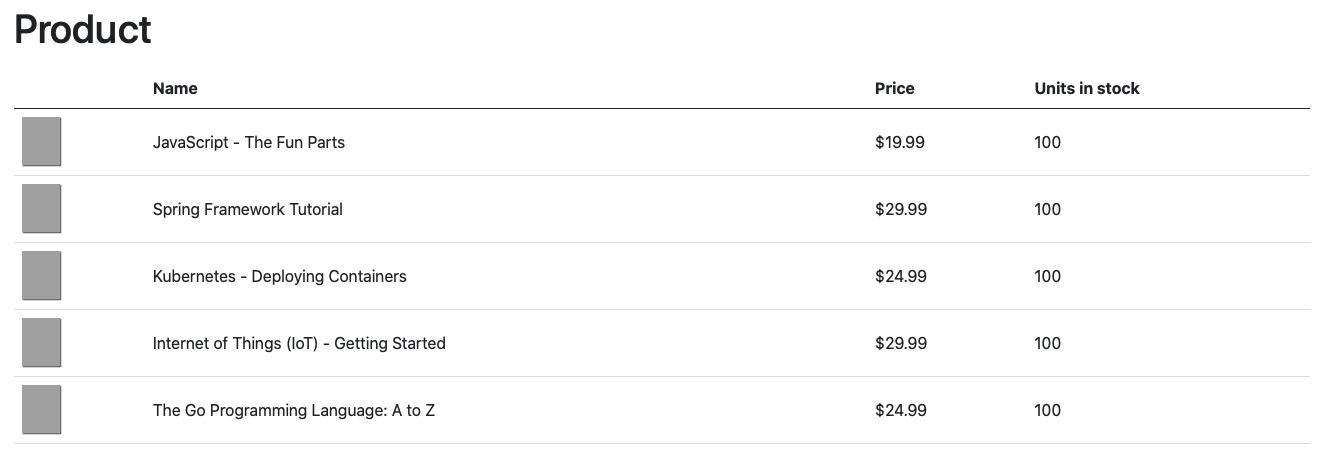 Product
Name Price Units in stock
JavaScript - The Fun Parts $19.99 100
Spring Framework Tutorial $29.99 100
Kubernetes - Deploying Containers $24.99 100
Internet of Things (IoT) - Getting Started $29.99 100
The Go Programming Language: A to Z $24.99 100